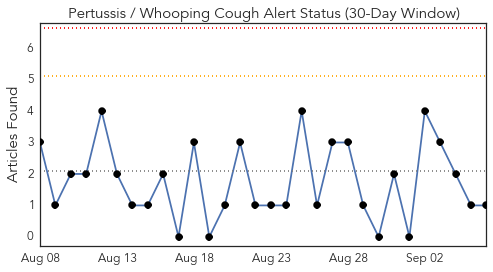 Pertussis / Whooping Cough Alert Status (30-Day Window)
Articles Found
6
5
4
3
2
1
0
Aug 08 Aug 13 Aug 18 Aug 23 Aug 28 Sep 02